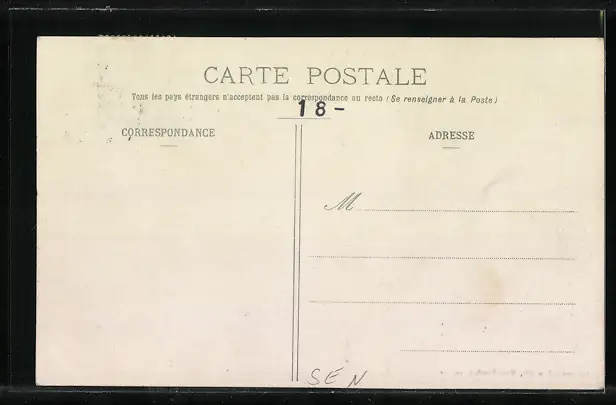 CARTE POSTALE
Tous les pays étrangers n'acceptent pas la correspondance au recto (Se renseigner à la Poste)
18-
CORRESPONDANCE
ADRESSE
M
SEN